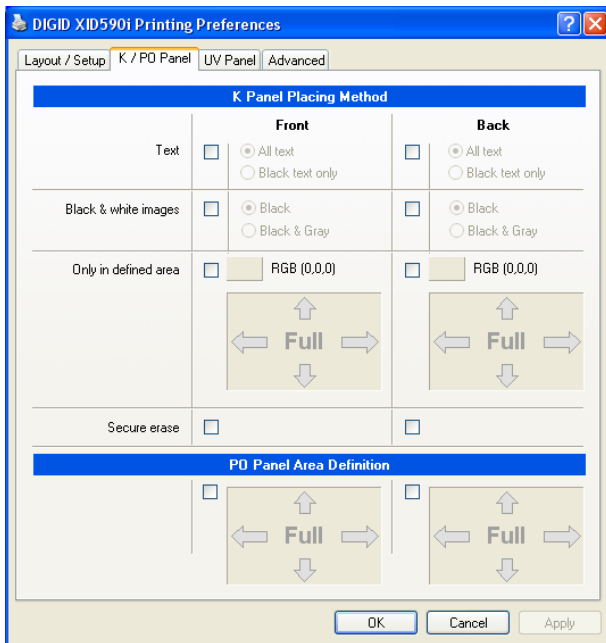 DIGID XID590i Printing Preferences
Layout / Setup K / PO Panel UV Panel Advanced
K Panel Placing Method
Front Back
Text All text All text
Black text only Black text only
Black & white images Black Black
Black & Gray Black & Gray
Only in defined area RGB (0,0,0) RGB (0,0,0)
Full Full
Secure erase
PO Panel Area Definition
Full Full
OK Cancel Apply